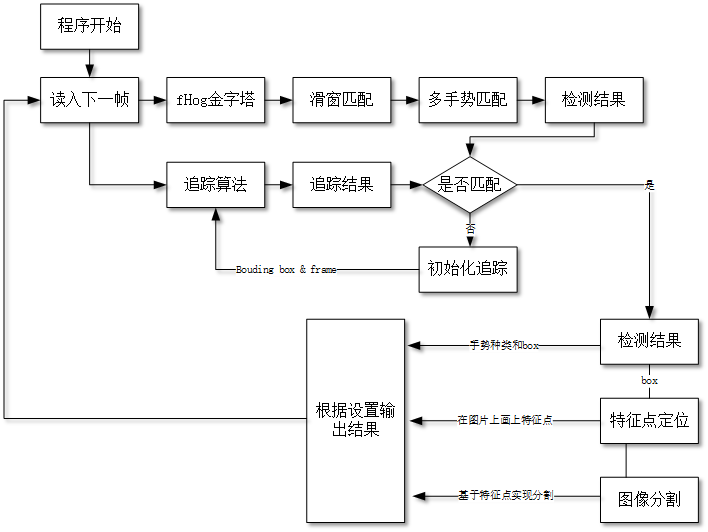 程序开始
读入下一帧
fHog金字塔
滑窗匹配
多手势匹配
检测结果
追踪算法
追踪结果
是否匹配
是
否
Bouding box & frame
初始化追踪
根据设置输
出结果
手势种类和box
检测结果
box
在图片上画上特征点
特征点定位
基于特征点实现分割
图像分割